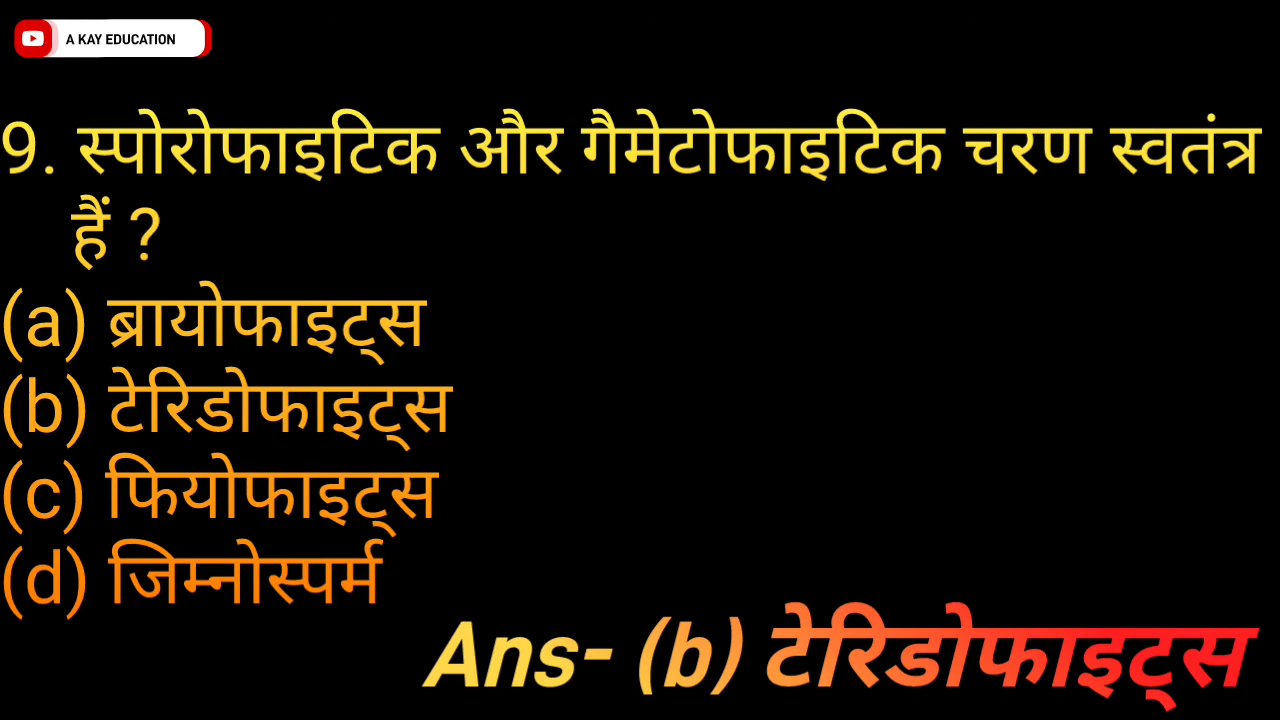 A KAY EDUCATION
9. स्पोरोफाइटिक और गैमेटोफाइटिक चरण स्वतंत्र
हैं ?
(a) ब्रायोफाइट्स
(b) टेरिडोफाइट्स
(c) फियोफाइट्स
(d) जिम्नोस्पर्म
Ans- (b) टेरिडोफाइट्स